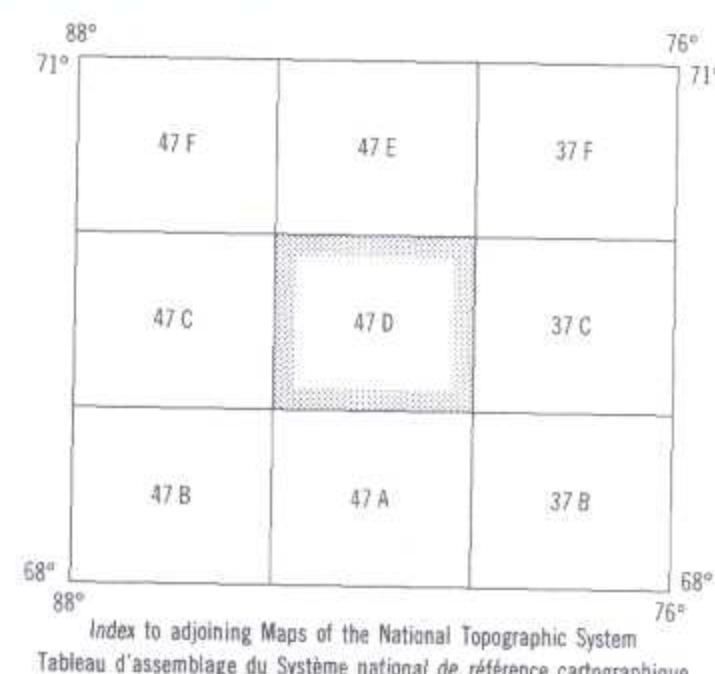 88° 76°
71° 71°
47 F 47 E 37 F
47 C 47 D 37 C
47 B 47 A 37 B
68° 68°
88° 76°
Index to adjoining Maps of the National Topographic System
Tableau d'assemblage du Système national de référence cartographique